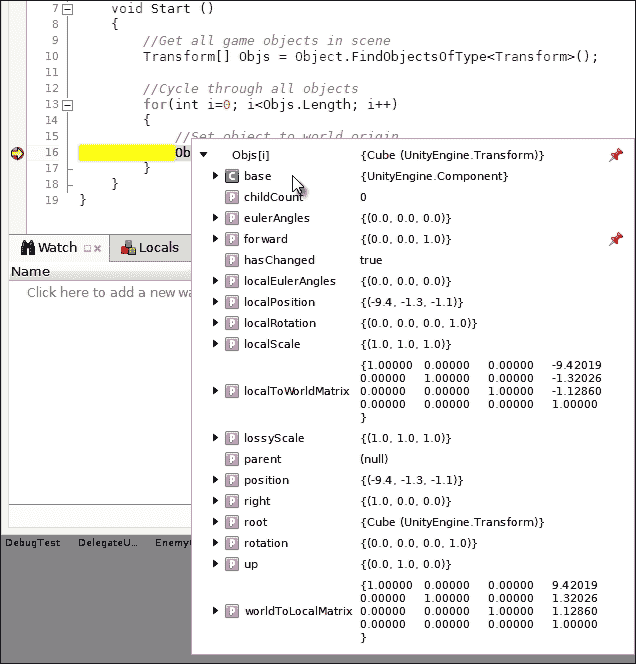 7 void Start ()
8 {
9 //Get all game objects in scene
10 Transform[] Objs = Object.FindObjectsOfType<Transform>();
11
12 //Cycle through all objects
13 for(int i=0; i<Objs.Length; i++)
14 {
15 //Set object to world origin
16 Ob
17 }
18 }
19 }
Objs[i] {Cube (UnityEngine.Transform)}
C base {UnityEngine.Component}
P childCount 0
P eulerAngles {(0.0, 0.0, 0.0)}
P forward {(0.0, 0.0, 1.0)}
P hasChanged true
P localEulerAngles {(0.0, 0.0, 0.0)}
P localPosition {(-9.4, -1.3, -1.1)}
P localRotation {(0.0, 0.0, 0.0, 1.0)}
P localScale {(1.0, 1.0, 1.0)}
{1.00000 0.00000 0.00000 -9.42019
0.00000 1.00000 0.00000 -1.32026
P localToWorldMatrix 0.00000 0.00000 1.00000 -1.12860
0.00000 0.00000 0.00000 1.00000
}
P lossyScale {(1.0, 1.0, 1.0)}
P parent (null)
P position {(-9.4, -1.3, -1.1)}
P right {(1.0, 0.0, 0.0)}
P root {Cube (UnityEngine.Transform)}
P rotation {(0.0, 0.0, 0.0, 1.0)}
P up {(0.0, 1.0, 0.0)}
{1.00000 0.00000 0.00000 9.42019
0.00000 1.00000 0.00000 1.32026
P worldToLocalMatrix 0.00000 0.00000 1.00000 1.12860
0.00000 0.00000 0.00000 1.00000
}
Watch Locals
Name
Click here to add a new wa
DebugTest DelegateU... Enemy